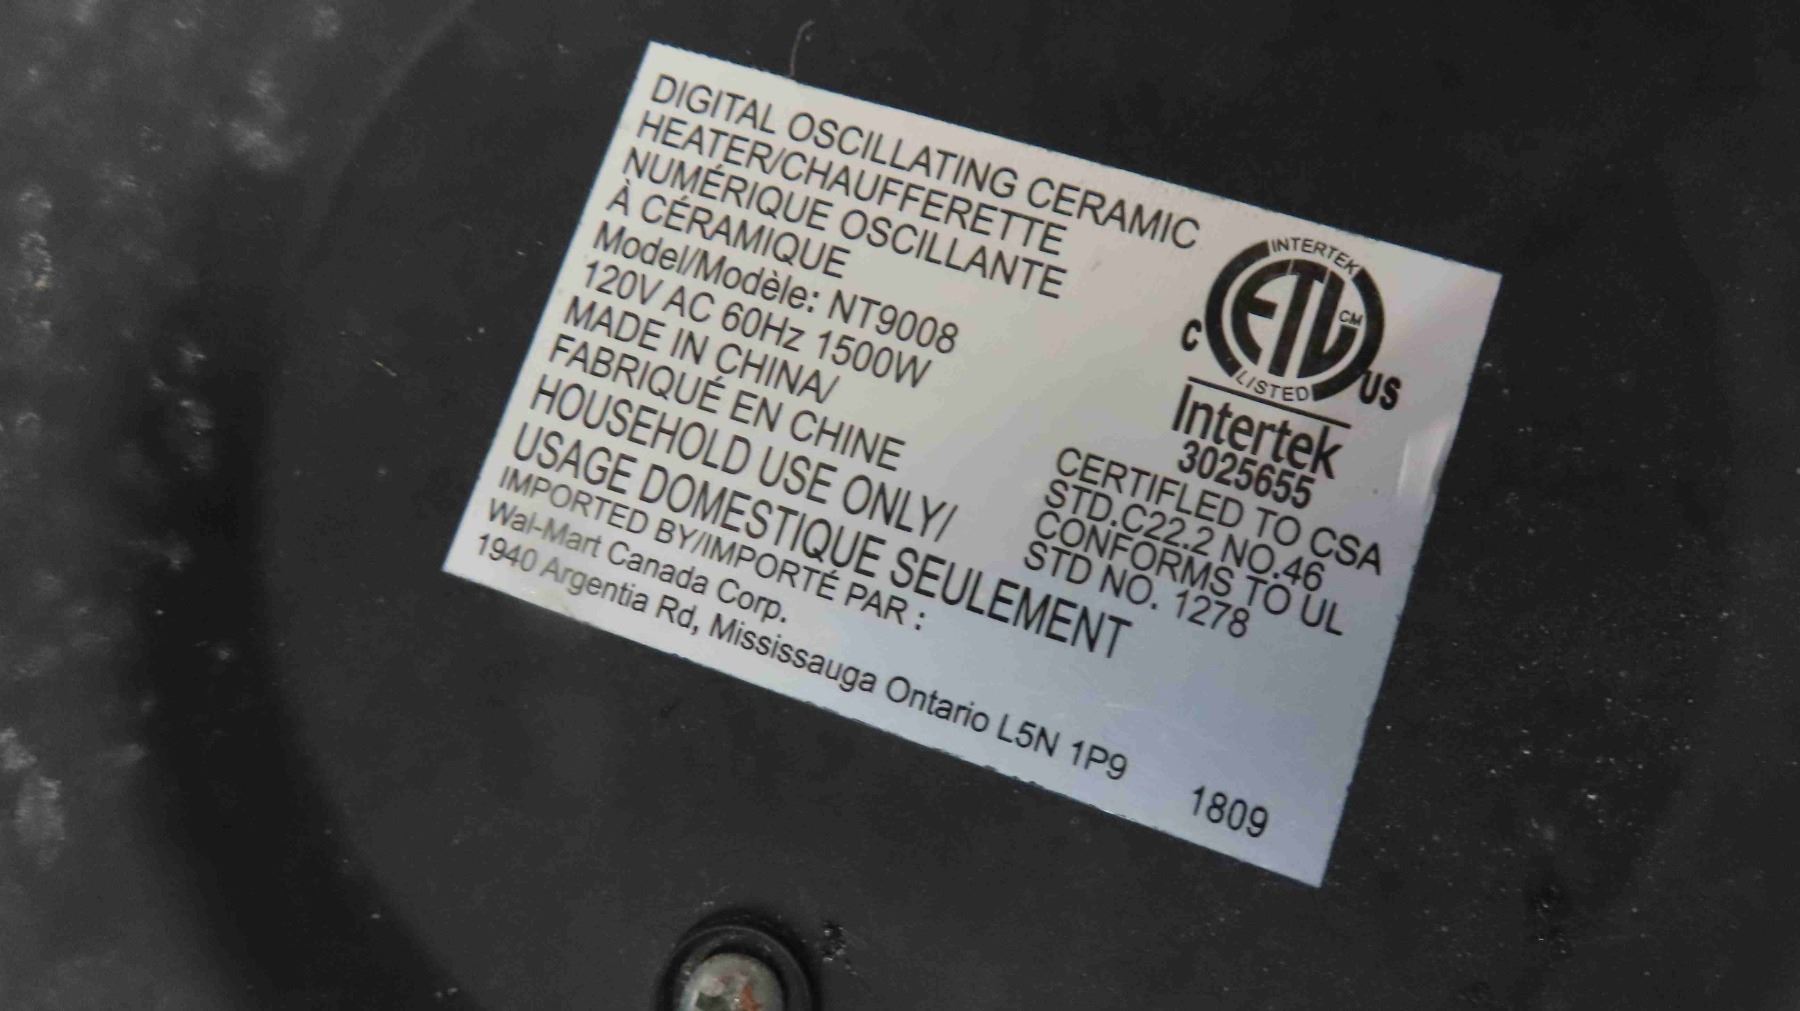 DIGITAL OSCILLATING CERAMIC
HEATER/CHAUFFERETTE
NUMÉRIQUE OSCILLANTE
À CÉRAMIQUE
Model/Modèle: NT9008
120V AC 60Hz 1500W
MADE IN CHINA/
FABRIQUÉ EN CHINE
HOUSEHOLD USE ONLY/
USAGE DOMESTIQUE SEULEMENT
IMPORTED BY/IMPORTÉ PAR :
Wal-Mart Canada Corp.
1940 Argentia Rd, Mississauga Ontario L5N 1P9
INTERTEK
ETL CM
C US
LISTED
Intertek
3025655
CERTIFLED TO CSA
STD.C22.2 NO.46
CONFORMS TO UL
STD NO. 1278
1809